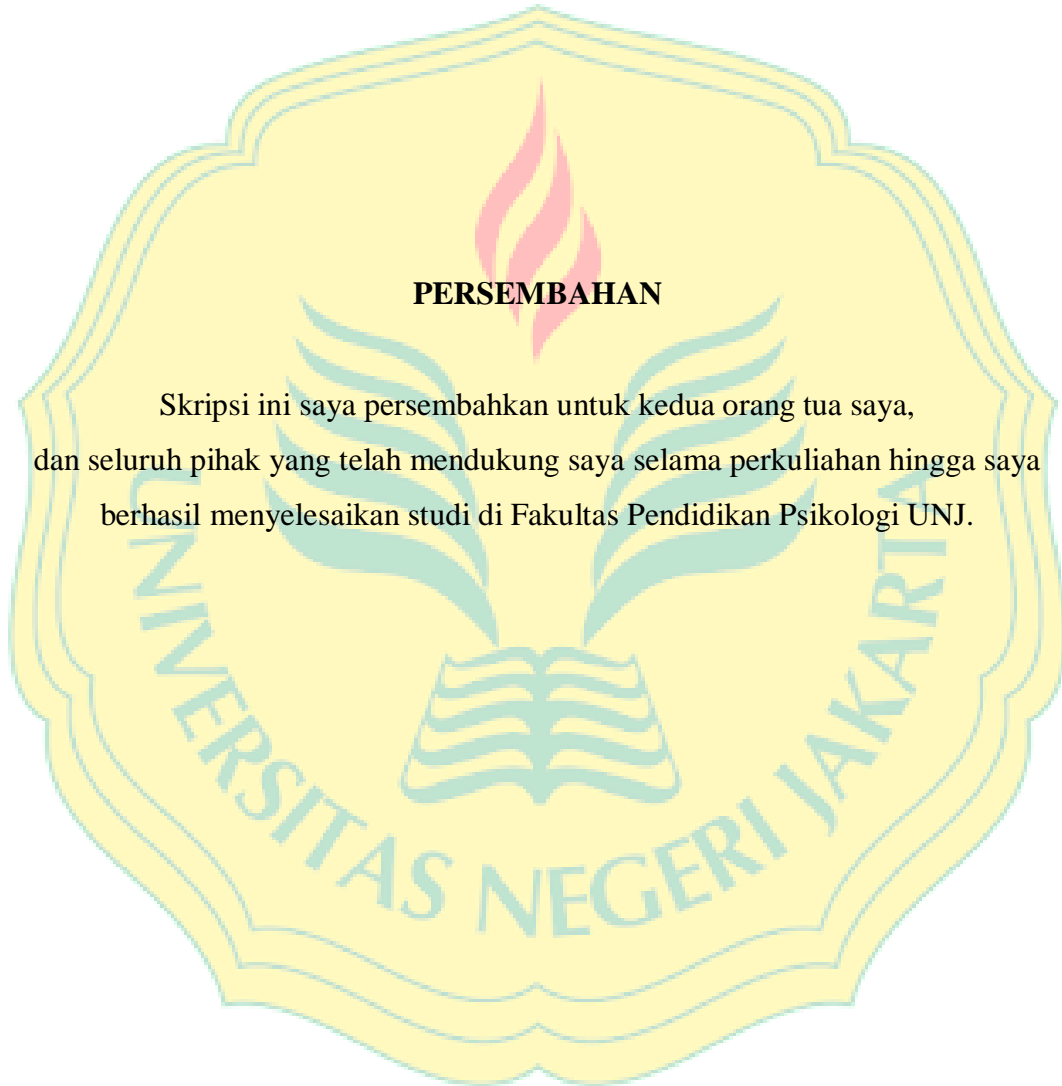 PERSEMBAHAN
Skripsi ini saya persembahkan untuk kedua orang tua saya,
dan seluruh pihak yang telah mendukung saya selama perkuliahan hingga saya
berhasil menyelesaikan studi di Fakultas Pendidikan Psikologi UNJ.
UNIVERSITAS NEGERI JAKARTA